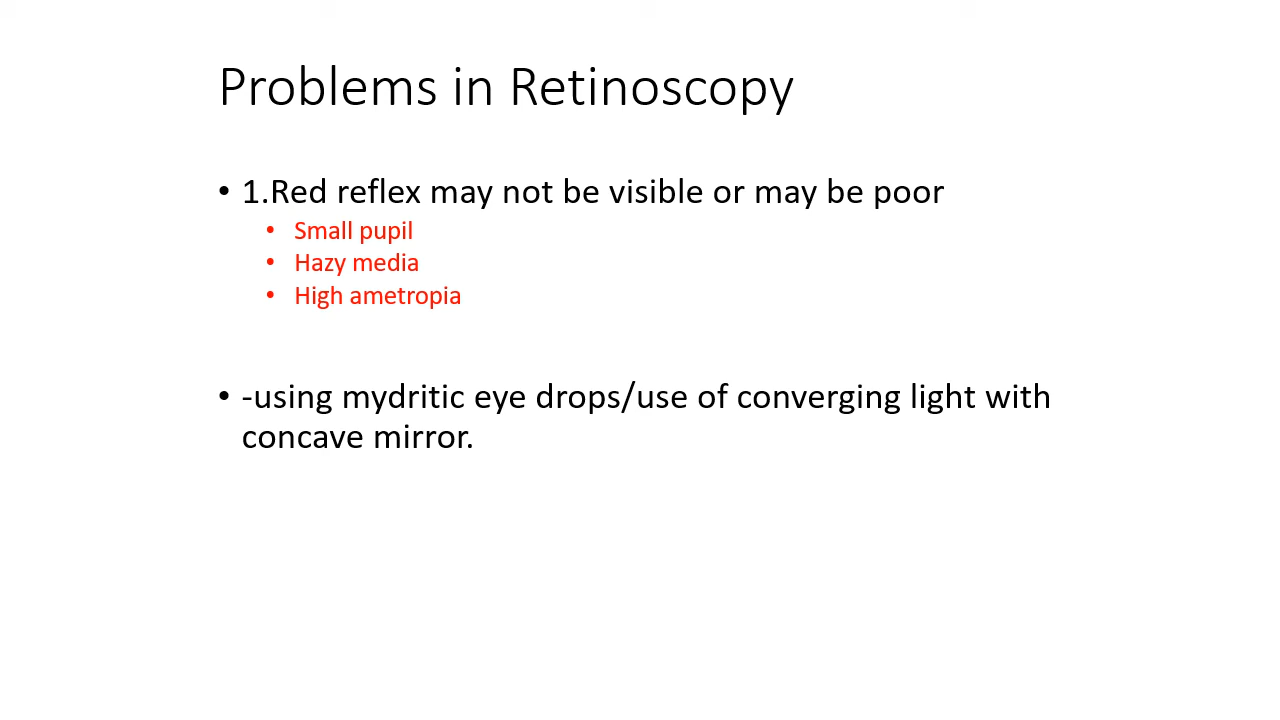 Problems in Retinoscopy
• 1.Red reflex may not be visible or may be poor
• Small pupil
• Hazy media
• High ametropia
• -using mydritic eye drops/use of converging light with
concave mirror.